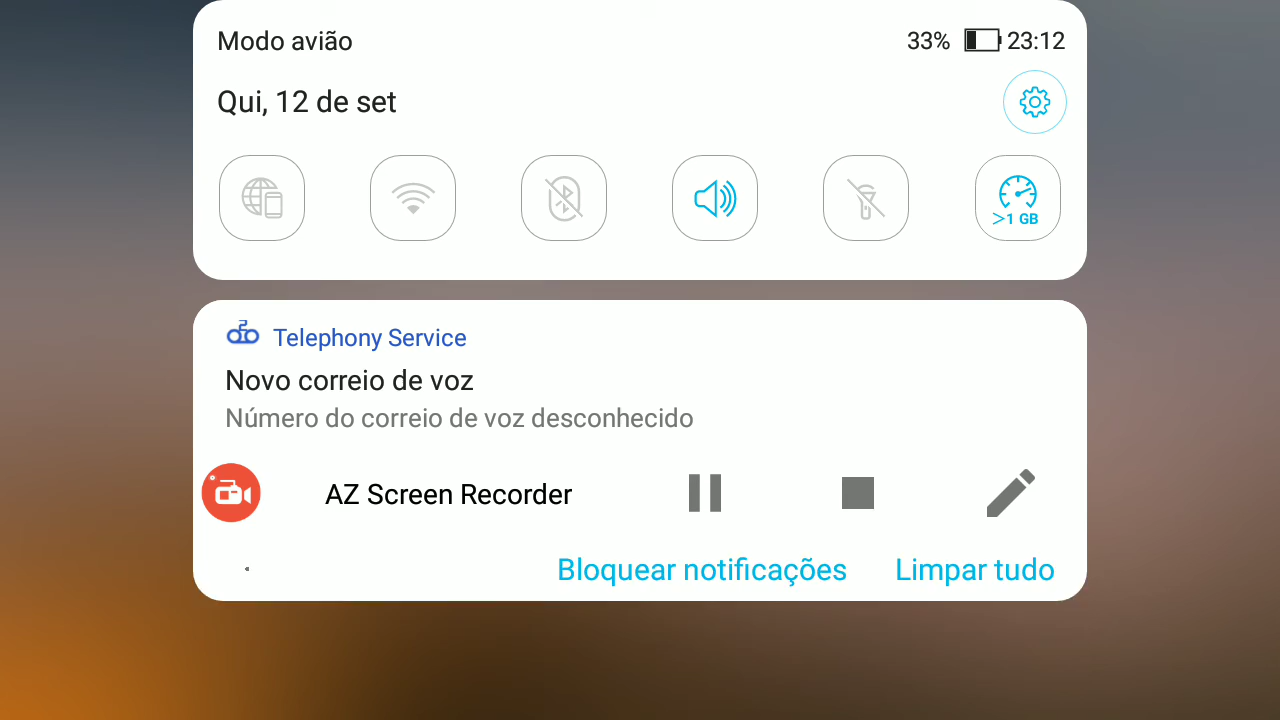 Modo avião 33% 23:12
Qui, 12 de set
>1 GB
Telephony Service
Novo correio de voz
Número do correio de voz desconhecido
AZ Screen Recorder
Bloquear notificações Limpar tudo